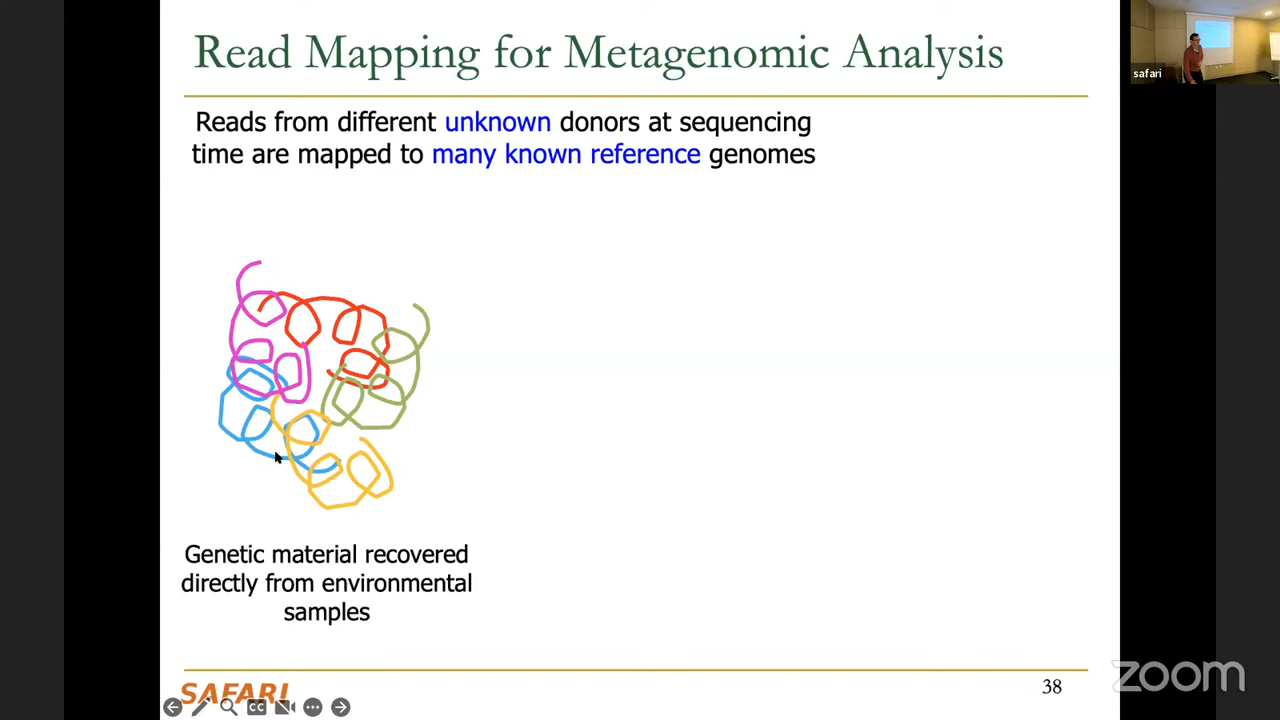 Read Mapping for Metagenomic Analysis
safari
Reads from different unknown donors at sequencing
time are mapped to many known reference genomes
Genetic material recovered
directly from environmental
samples
SAFARI
CC
38
zoom